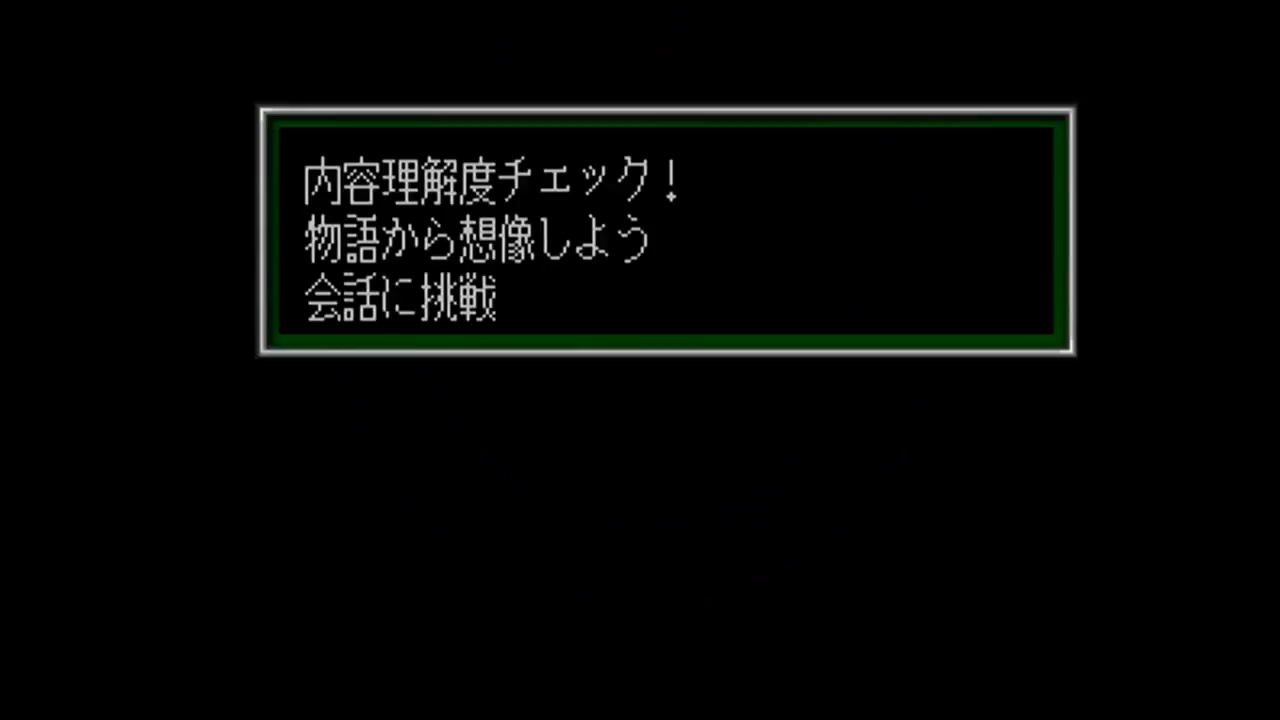 内容理解度チェック！
物語から想像しよう
会話に挑戦